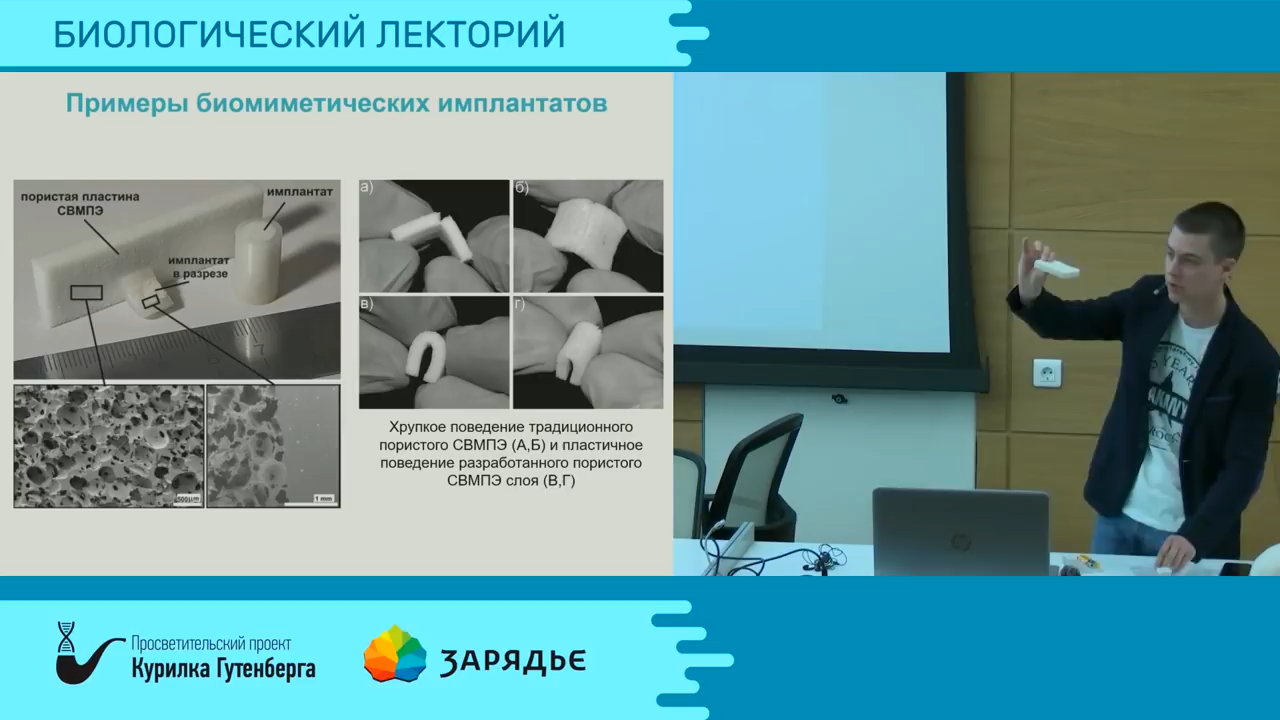 БИОЛОГИЧЕСКИЙ ЛЕКТОРИЙ
Примеры биомиметических имплантатов
пористая пластина
СВМПЭ
имплантат
имплантат
в разрезе
500μm
1 mm
а)
б)
в)
г)
Хрупкое поведение традиционного
пористого СВМПЭ (А,Б) и пластичное
поведение разработанного пористого
СВМПЭ слоя (В,Г)
Просветительский проект
Курилка Гутенберга
ЗАРЯДЬЕ